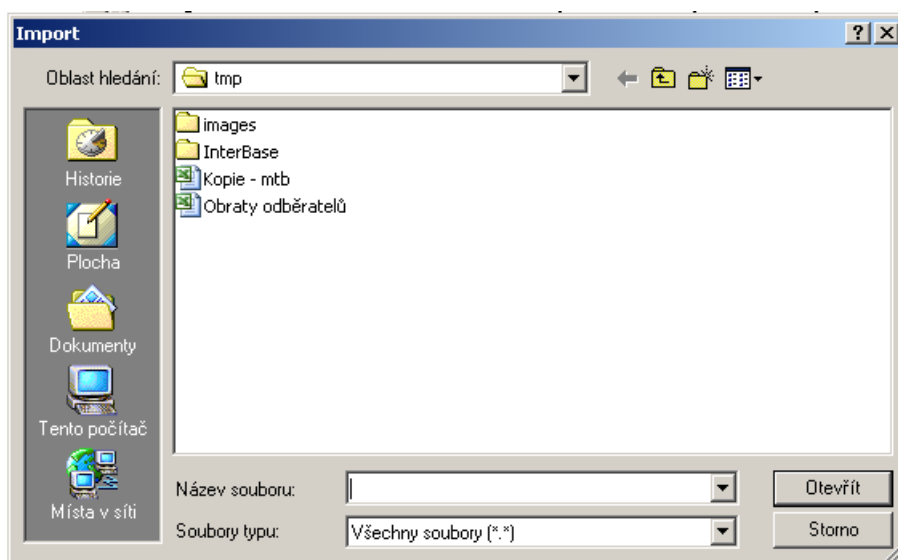 Import
Oblast hledání:
tmp
Historie
Plocha
Dokumenty
Tento počítač
Místa v síti
images
InterBase
Kopie - mtb
Obraty odběratelů
Název souboru:
Otevřít
Soubory typu:
Všechny soubory (*.*)
Storno